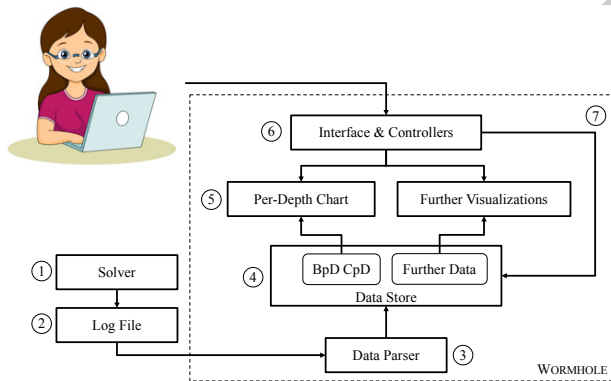 ⑦
⑥ Interface & Controllers
⑤ Per-Depth Chart
Further Visualizations
① Solver
④ BpD CpD
Further Data
Data Store
② Log File
Data Parser ③
WORMHOLE